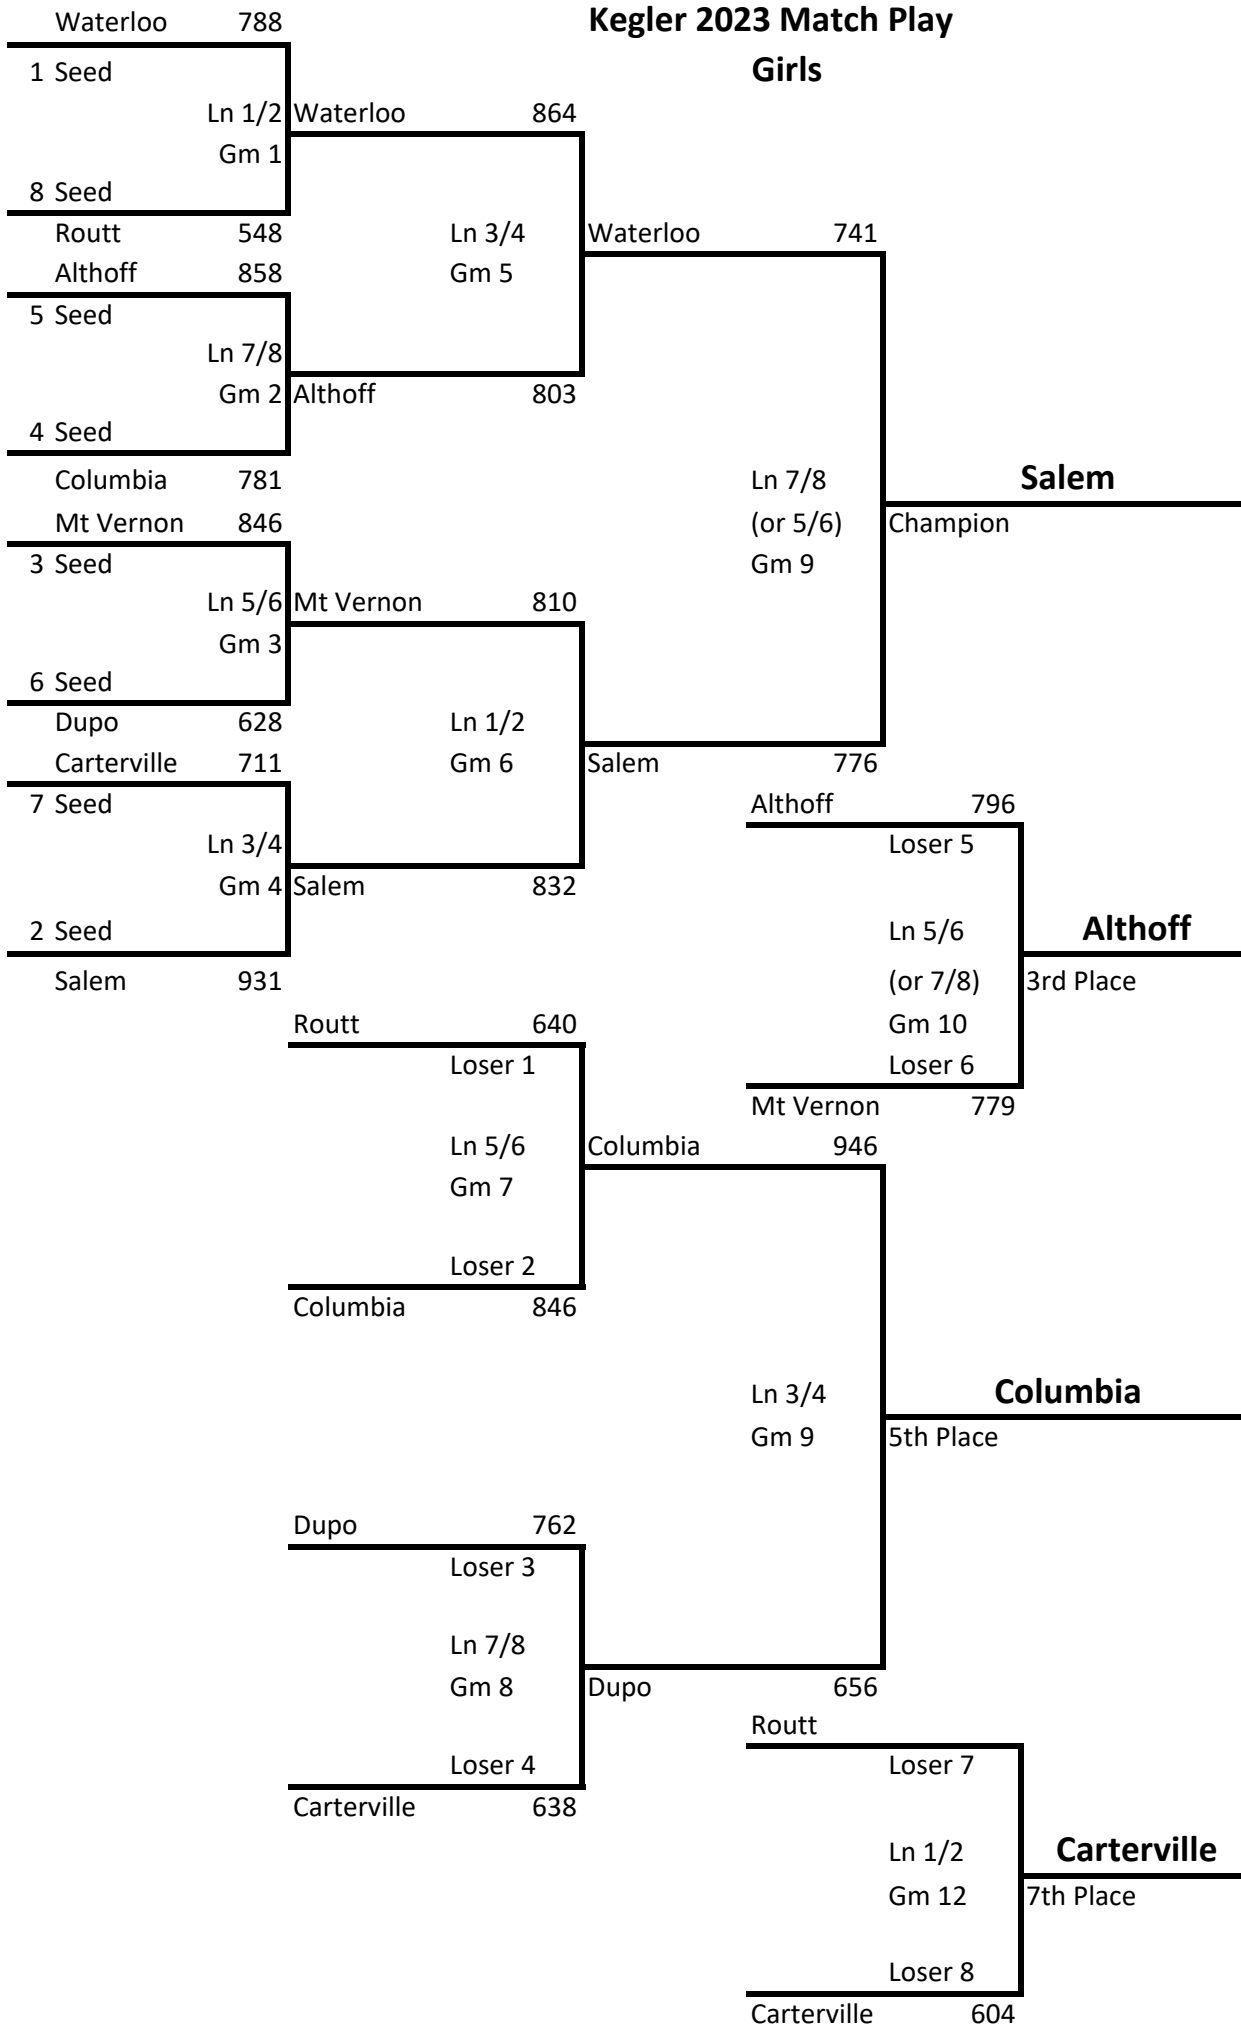 Kegler 2023 Match Play
Girls
Waterloo 788
1 Seed
Ln 1/2 Waterloo 864
Gm 1
8 Seed
Routt 548 Ln 3/4 Waterloo 741
Althoff 858 Gm 5
5 Seed
Ln 7/8
Gm 2 Althoff 803
4 Seed
Columbia 781 Ln 7/8 Salem
Mt Vernon 846 (or 5/6) Champion
3 Seed Gm 9
Ln 5/6 Mt Vernon 810
Gm 3
6 Seed
Dupo 628 Ln 1/2
Carterville 711 Gm 6 Salem 776
7 Seed Althoff 796
Ln 3/4 Loser 5
Gm 4 Salem 832
2 Seed Ln 5/6 Althoff
Salem 931 (or 7/8) 3rd Place
Routt 640 Gm 10
Loser 1 Loser 6
Mt Vernon 779
Ln 5/6 Columbia 946
Gm 7
Loser 2
Columbia 846
Ln 3/4 Columbia
Gm 9 5th Place
Dupo 762
Loser 3
Ln 7/8
Gm 8 Dupo 656
Routt
Loser 4 Loser 7
Carterville 638
Ln 1/2 Carterville
Gm 12 7th Place
Loser 8
Carterville 604